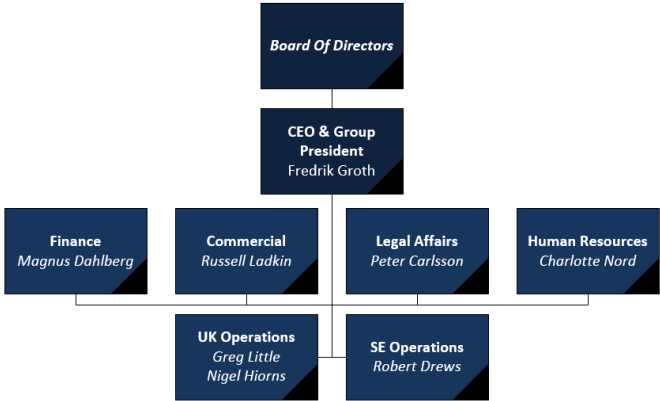 Board Of Directors
CEO & Group
President
Fredrik Groth
Finance
Magnus Dahlberg
Commercial
Russell Ladkin
Legal Affairs
Peter Carlsson
Human Resources
Charlotte Nord
UK Operations
Greg Little
Nigel Hiorns
SE Operations
Robert Drews